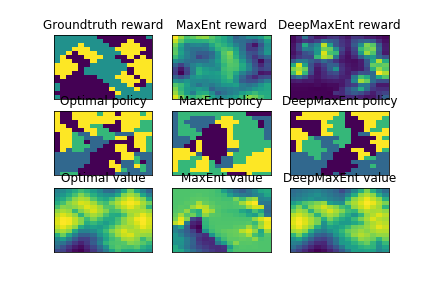 Groundtruth reward MaxEnt reward DeepMaxEnt reward
Optimal policy MaxEnt policy DeepMaxEnt policy
Optimal value MaxEnt value DeepMaxEnt value